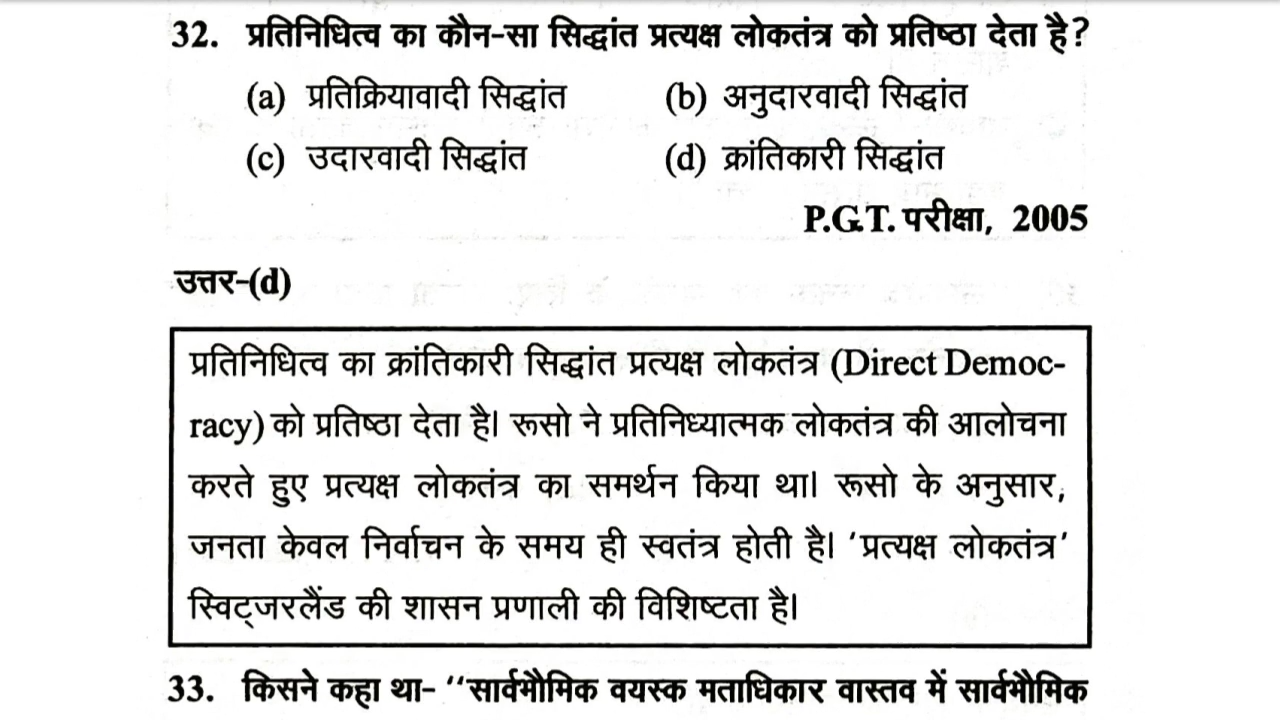 32. प्रतिनिधित्व का कौन-सा सिद्धांत प्रत्यक्ष लोकतंत्र को प्रतिष्ठा देता है?
(a) प्रतिक्रियावादी सिद्धांत (b) अनुदारवादी सिद्धांत
(c) उदारवादी सिद्धांत (d) क्रांतिकारी सिद्धांत
P.G.T. परीक्षा, 2005
उत्तर-(d)
प्रतिनिधित्व का क्रांतिकारी सिद्धांत प्रत्यक्ष लोकतंत्र (Direct Democ-
racy) को प्रतिष्ठा देता है। रूसो ने प्रतिनिध्यात्मक लोकतंत्र की आलोचना
करते हुए प्रत्यक्ष लोकतंत्र का समर्थन किया था। रूसो के अनुसार,
जनता केवल निर्वाचन के समय ही स्वतंत्र होती है। 'प्रत्यक्ष लोकतंत्र'
स्विट्जरलैंड की शासन प्रणाली की विशिष्टता है।
33. किसने कहा था- "सार्वभौमिक वयस्क मताधिकार वास्तव में सार्वभौमिक